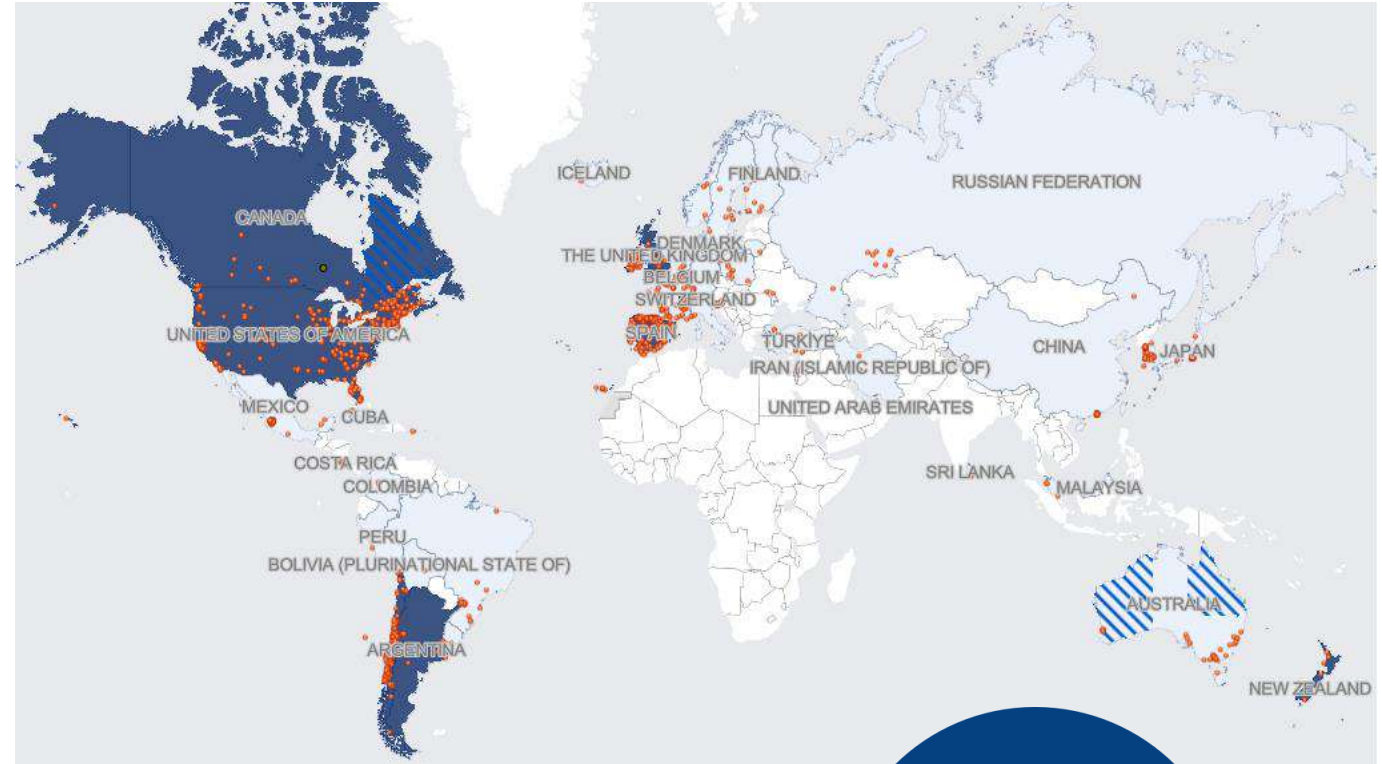 ICELAND
FINLAND
RUSSIAN FEDERATION
CANADA
DENMARK
THE UNITED KINGDOM
BELGIUM
SWITZERLAND
UNITED STATES OF AMERICA
SPAIN
TÜRKİYE
CHINA
JAPAN
IRAN (ISLAMIC REPUBLIC OF)
MEXICO
CUBA
UNITED ARAB EMIRATES
COSTA RICA
COLOMBIA
SRI LANKA
MALAYSIA
PERU
BOLIVIA (PLURINATIONAL STATE OF)
AUSTRALIA
ARGENTINA
NEW ZEALAND